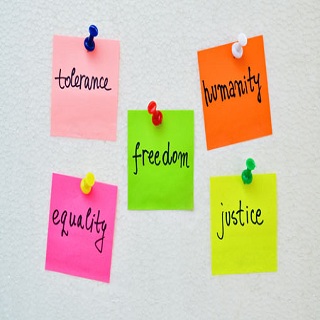 tolerance
humanity
freedom
equality
justice